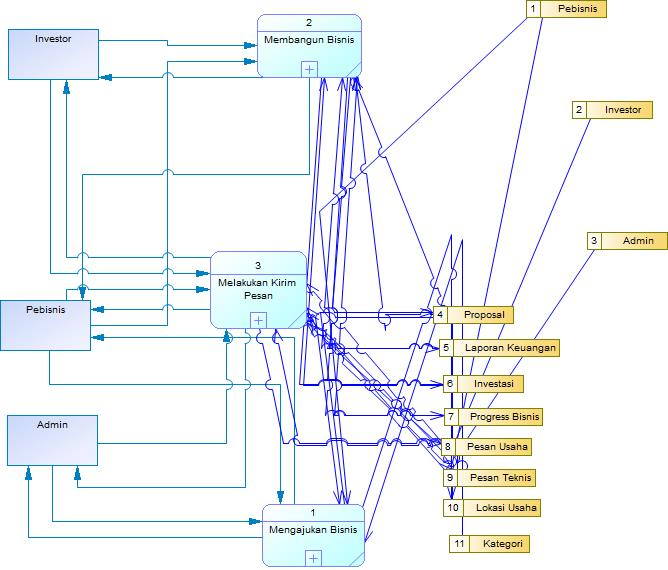 1 Pebisnis
2
Membangun Bisnis
Investor
2 Investor
3 Admin
3
Melakukan Kirim
Pesan
Pebisnis
4 Proposal
5 Laporan Keuangan
6 Investasi
7 Progress Bisnis
Admin
8 Pesan Usaha
9 Pesan Teknis
10 Lokasi Usaha
1
Mengajukan Bisnis
11 Kategori